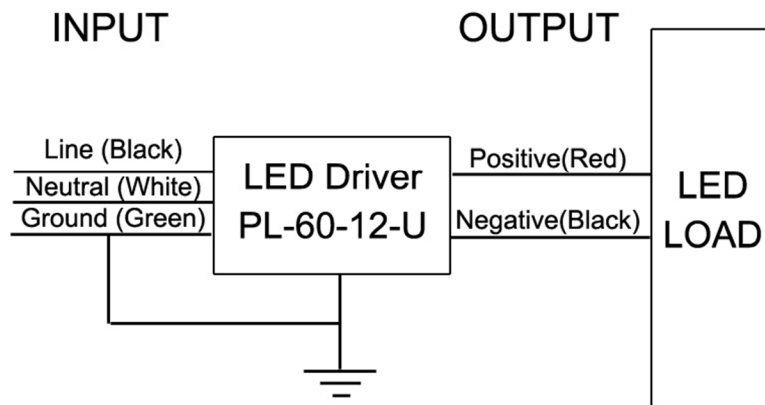 INPUT
OUTPUT
Line (Black)
Neutral (White)
Ground (Green)
LED Driver
PL-60-12-U
Positive(Red)
Negative(Black)
LED
LOAD